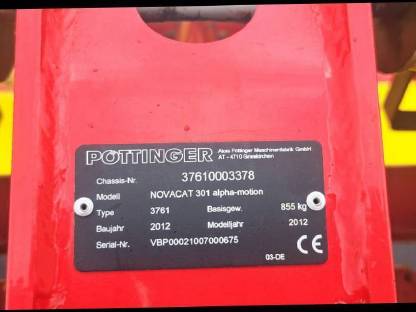 PÖTTINGER
Alois Pöttinger Maschinenfabrik GmbH
AT - 4710 Grieskirchen
Chassis-Nr. 37610003378
Modell NOVACAT 301 alpha-motion
Type 3761 Basisgew. 855 kg
Baujahr 2012 Modelljahr 2012
Serial-Nr. VBP00021007000675
CE
03-DE